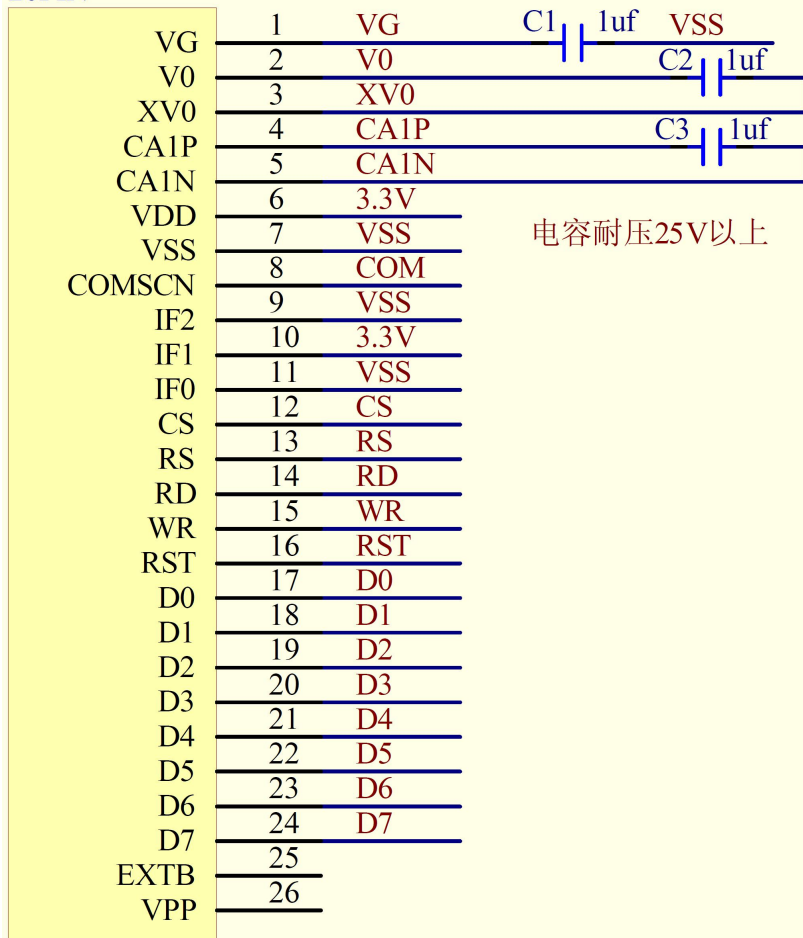 1 VG C1 1uf VSS
VG
2 V0 C2 1uf
V0
3 XV0
XV0
4 CA1P C3 1uf
CA1P
5 CA1N
CA1N
6 3.3V
VDD
7 VSS
电容耐压25V以上
VSS
8 COM
COMSCN
9 VSS
IF2
10 3.3V
IF1
11 VSS
IF0
12 CS
CS
13 RS
RS
14 RD
RD
15 WR
WR
16 RST
RST
17 D0
D0
18 D1
D1
19 D2
D2
20 D3
D3
21 D4
D4
22 D5
D5
23 D6
D6
24 D7
D7
25
EXTB
26
VPP